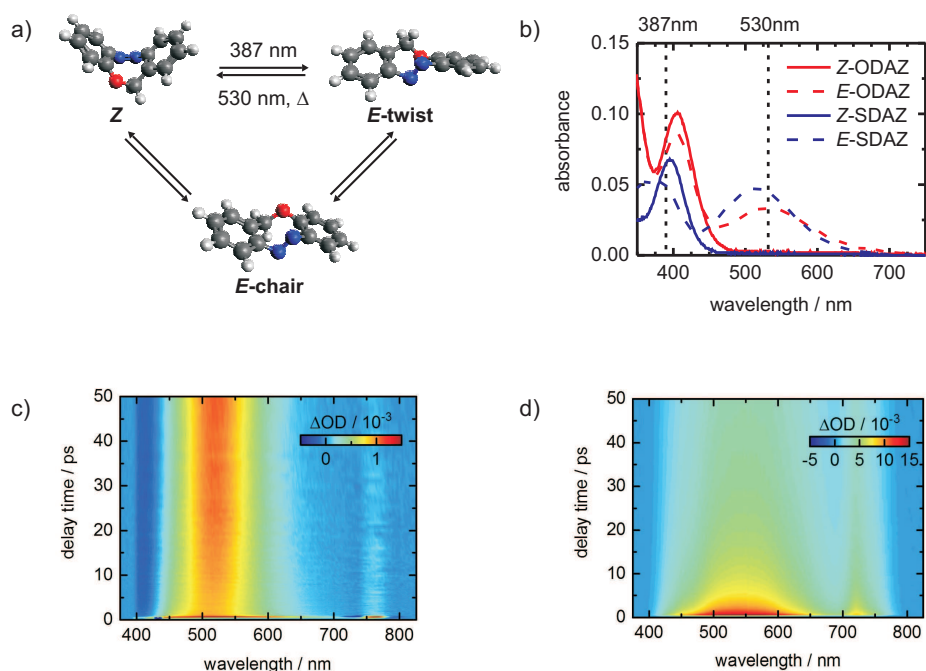 a)
387 nm
530 nm, Δ
Z
E-twist
E-chair
b)
387nm 530nm
0.15
0.10
0.05
0.00
absorbance
400 500 600 700
wavelength / nm
Z-ODAZ
E-ODAZ
Z-SDAZ
E-SDAZ
c)
50
40
30
20
10
0
delay time / ps
ΔOD / 10⁻³
0 1
400 500 600 700 800
wavelength / nm
d)
50
40
30
20
10
0
delay time / ps
ΔOD / 10⁻³
-5 0 5 10 15
400 500 600 700 800
wavelength / nm